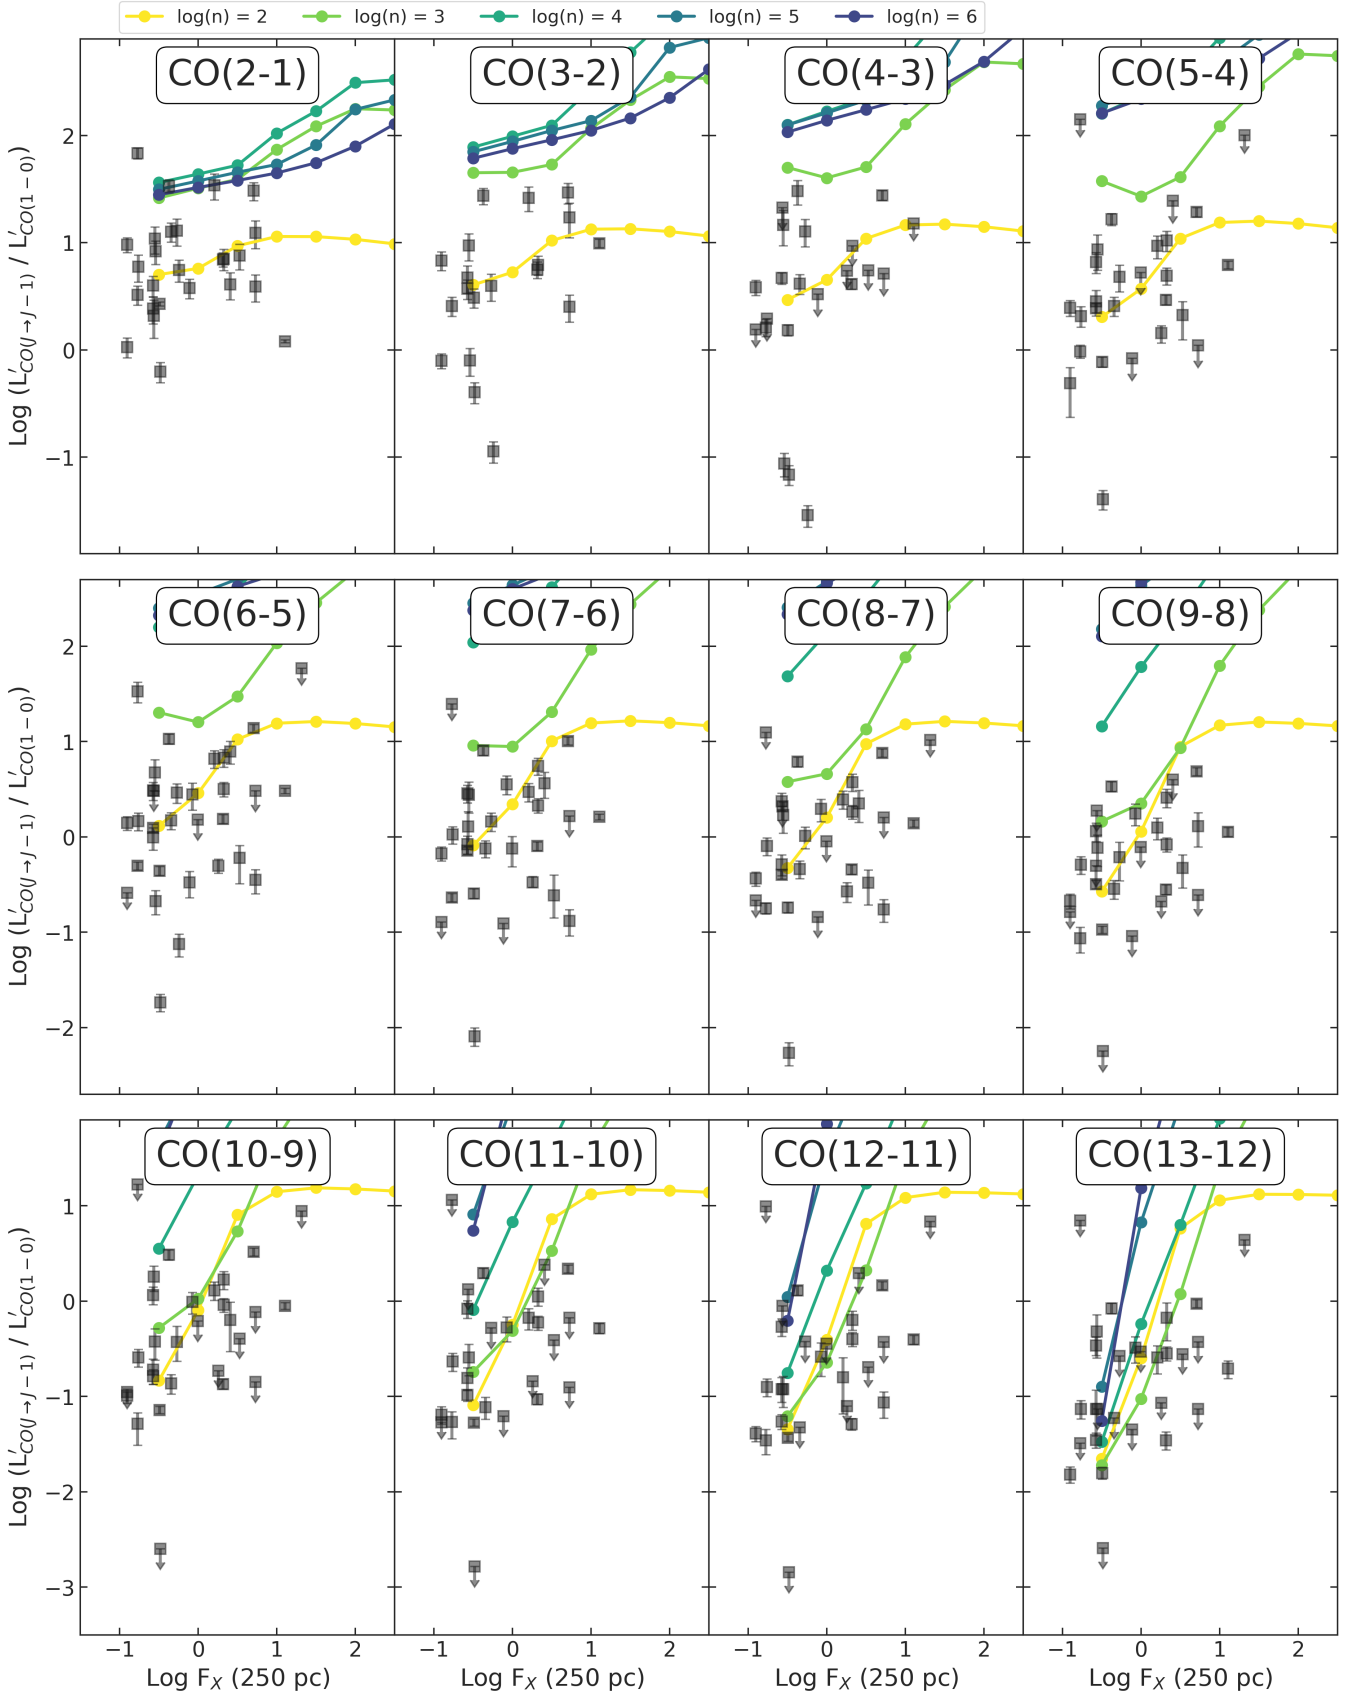 log(n) = 2 log(n) = 3 log(n) = 4 log(n) = 5 log(n) = 6
CO(2-1) CO(3-2) CO(4-3) CO(5-4)
2
1
0
−1
Log (L′CO(J→J−1) / L′CO(1−0))
CO(6-5) CO(7-6) CO(8-7) CO(9-8)
2
1
0
−1
−2
Log (L′CO(J→J−1) / L′CO(1−0))
CO(10-9) CO(11-10) CO(12-11) CO(13-12)
1
0
−1
−2
−3
Log (L′CO(J→J−1) / L′CO(1−0))
−1 0 1 2 −1 0 1 2 −1 0 1 2 −1 0 1 2
Log FX (250 pc) Log FX (250 pc) Log FX (250 pc) Log FX (250 pc)